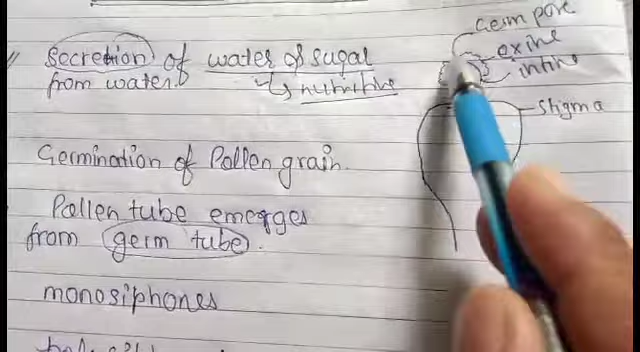 Secretion of water of sugar
from water.
↳ nutritive
Germination of Pollen grain.
Pollen tube emerges
from germ tube.
monosiphones
Germ pore
exine
intine
stigma